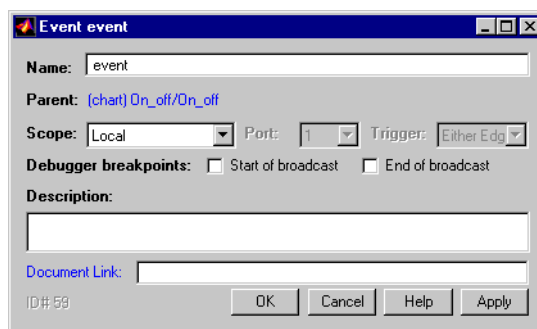 Event event
Name: event
Parent: (chart) On_off/On_off
Scope: Local Port: 1 Trigger: Either Edg
Debugger breakpoints: Start of broadcast End of broadcast
Description:
Document Link:
ID# 59 OK Cancel Help Apply